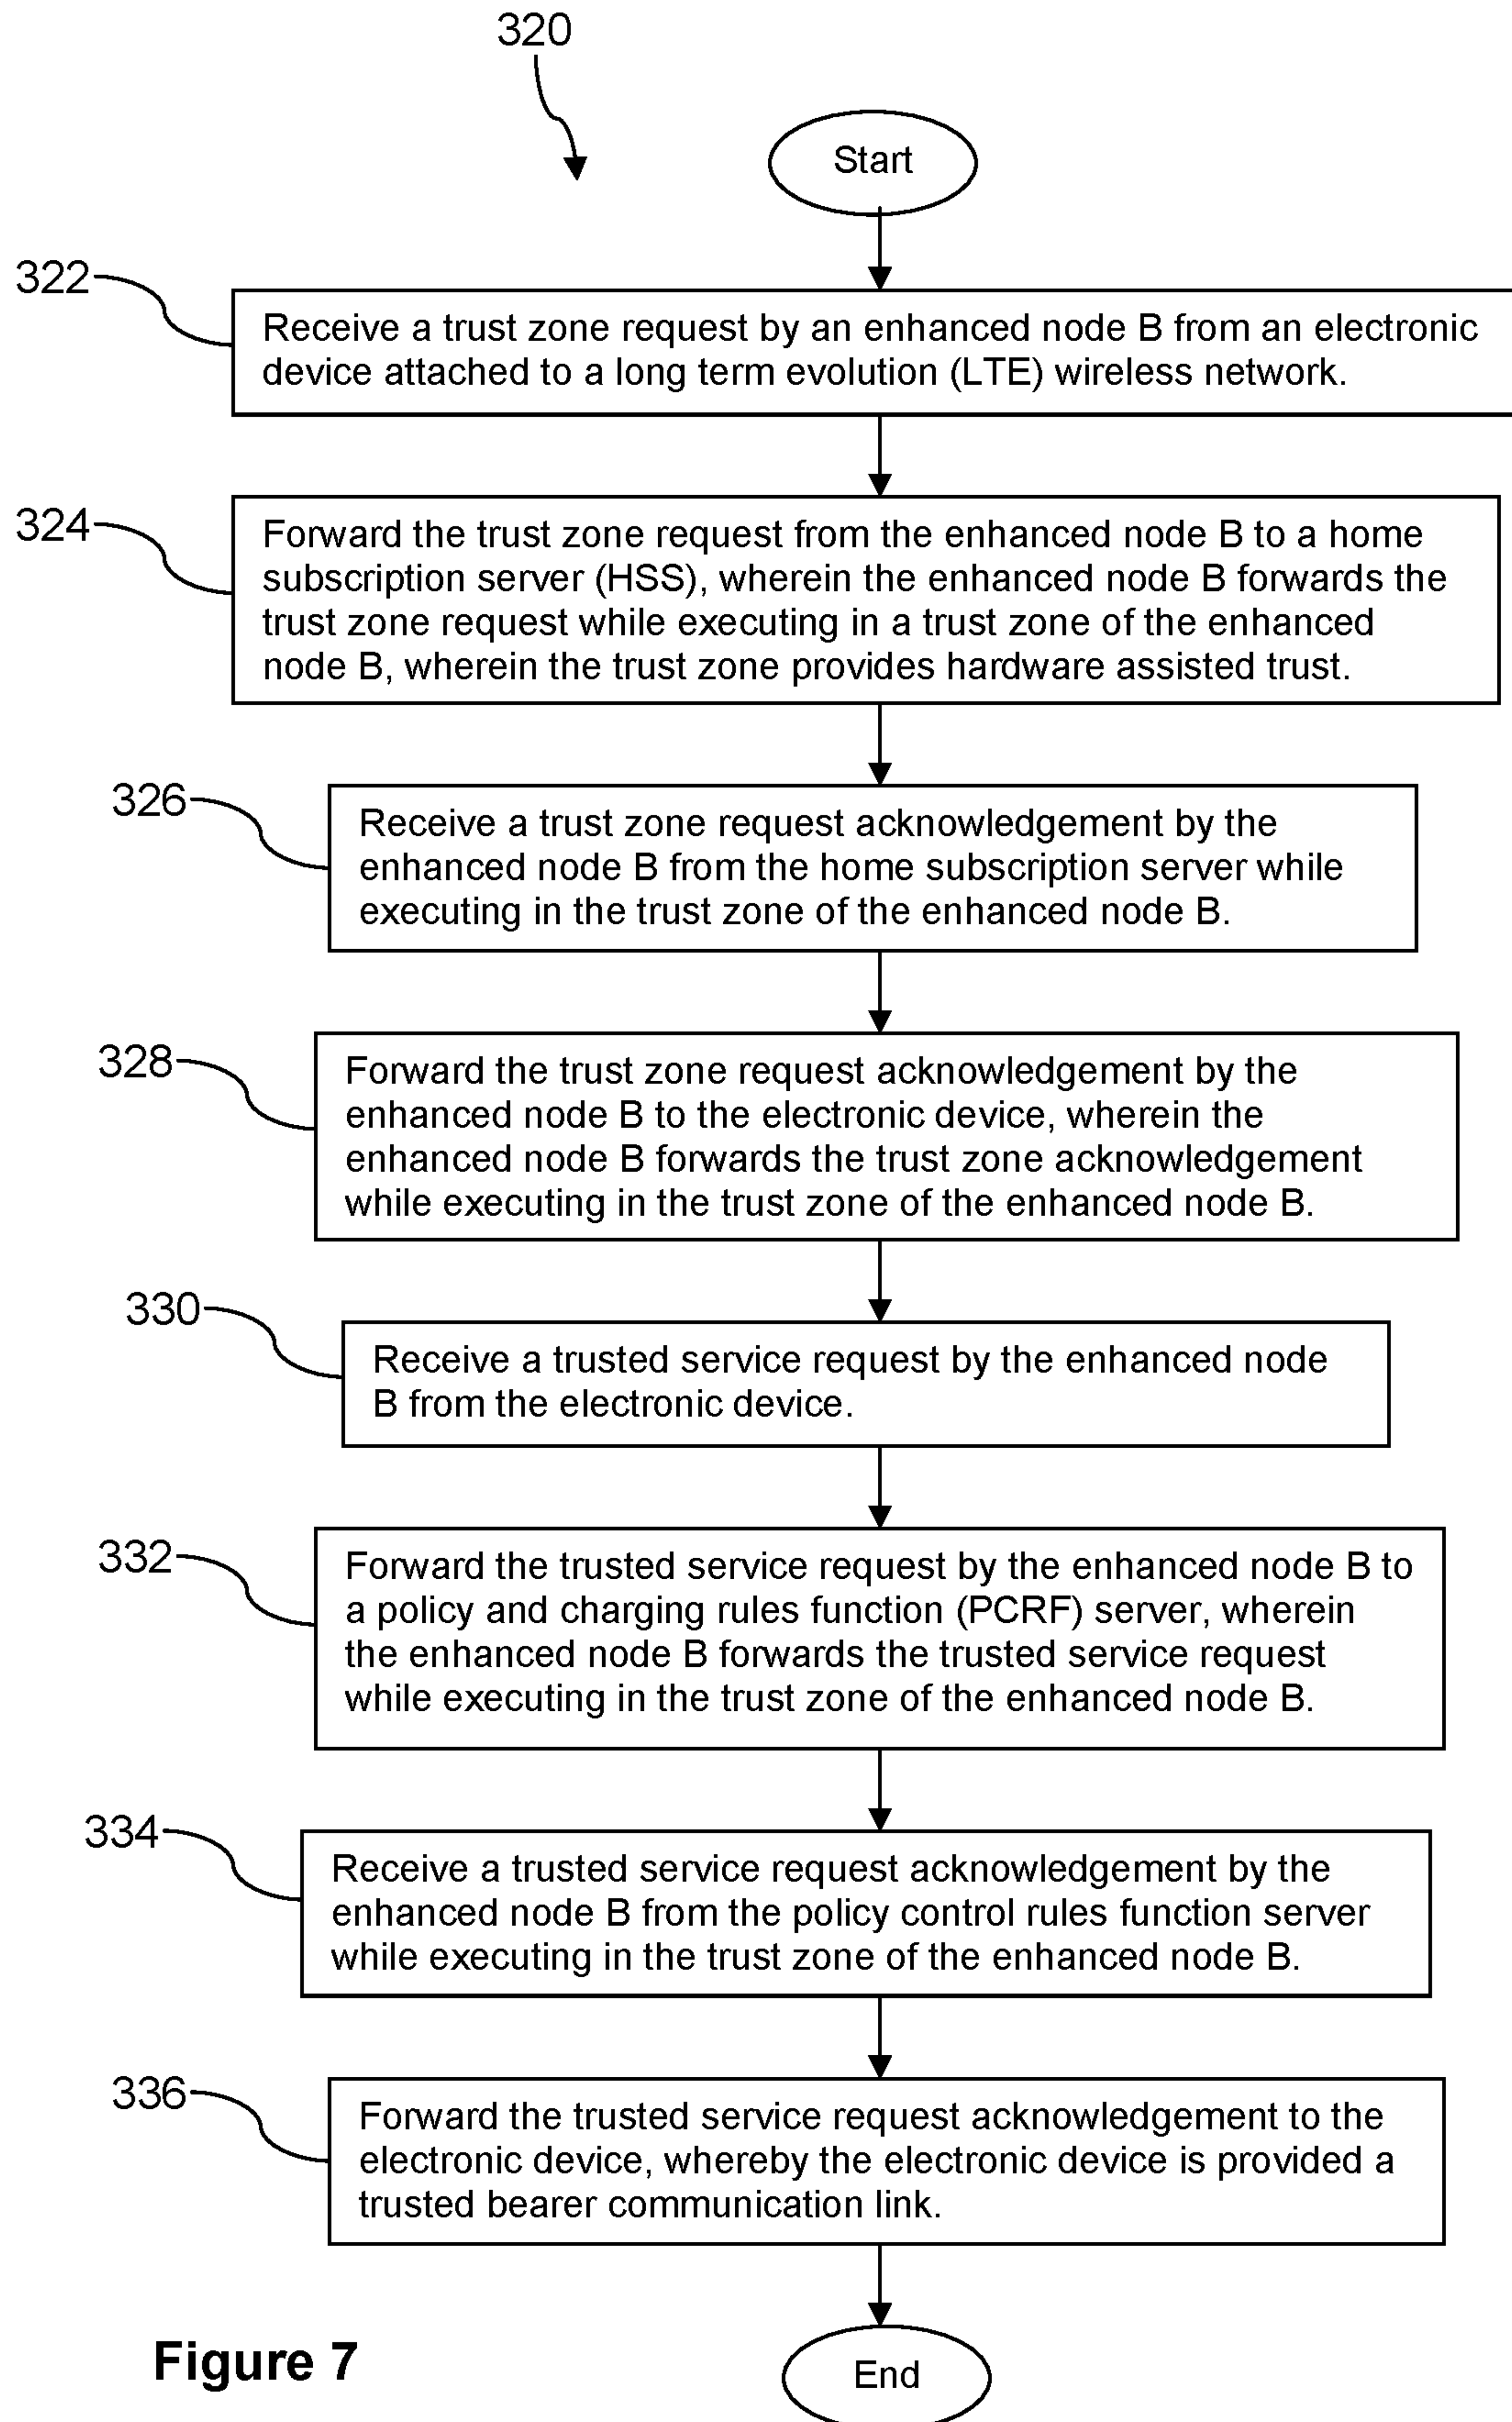 320
Start
322
Receive a trust zone request by an enhanced node B from an electronic
device attached to a long term evolution (LTE) wireless network.
324
Forward the trust zone request from the enhanced node B to a home
subscription server (HSS), wherein the enhanced node B forwards the
trust zone request while executing in a trust zone of the enhanced
node B, wherein the trust zone provides hardware assisted trust.
326
Receive a trust zone request acknowledgement by the
enhanced node B from the home subscription server while
executing in the trust zone of the enhanced node B.
328
Forward the trust zone request acknowledgement by the
enhanced node B to the electronic device, wherein the
enhanced node B forwards the trust zone acknowledgement
while executing in the trust zone of the enhanced node B.
330
Receive a trusted service request by the enhanced node
B from the electronic device.
332
Forward the trusted service request by the enhanced node B to
a policy and charging rules function (PCRF) server, wherein
the enhanced node B forwards the trusted service request
while executing in the trust zone of the enhanced node B.
334
Receive a trusted service request acknowledgement by the
enhanced node B from the policy control rules function server
while executing in the trust zone of the enhanced node B.
336
Forward the trusted service request acknowledgement to the
electronic device, whereby the electronic device is provided a
trusted bearer communication link.
Figure 7
End